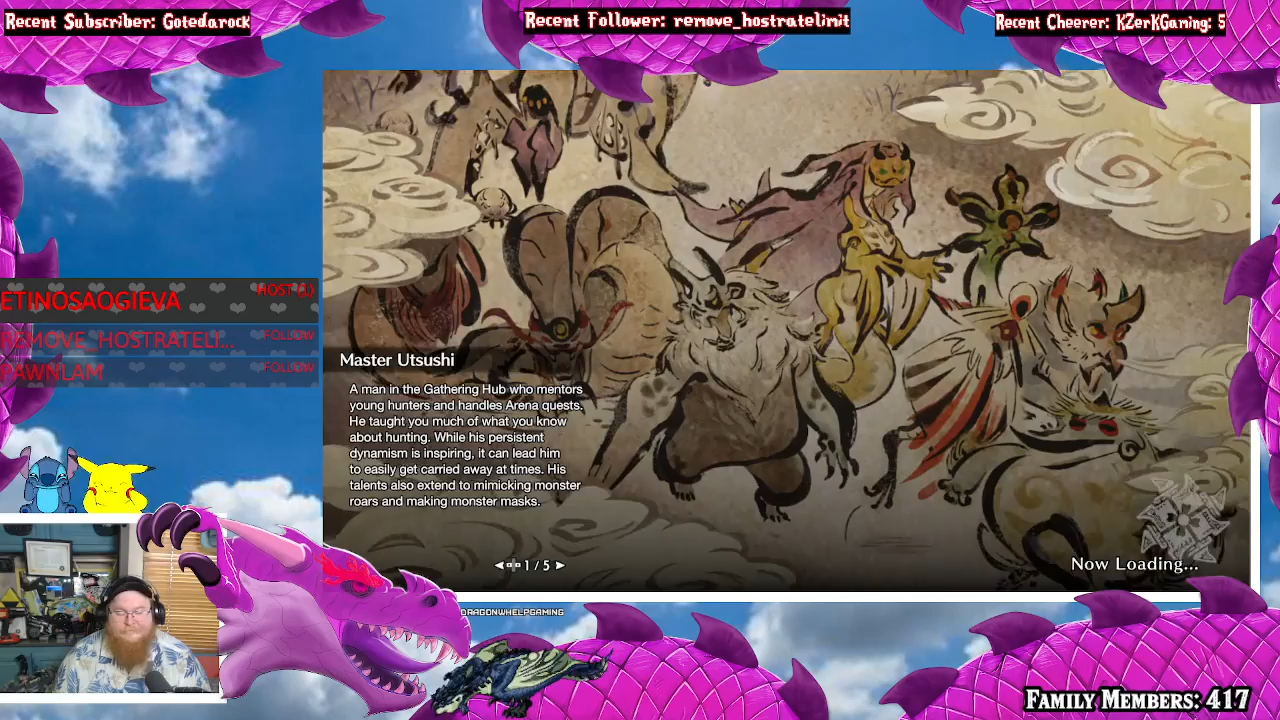 Recent Subscriber: Gotedarock
Recent Follower: remove_hostratelimit
Recent Cheerer: KZerKGaming: 5
ETINOSAOGIEVA HOST (1)
REMOVE_HOSTRATELI... FOLLOW
PAWNLAM FOLLOW
Master Utsushi
A man in the Gathering Hub who mentors
young hunters and handles Arena quests.
He taught you much of what you know
about hunting. While his persistent
dynamism is inspiring, it can lead him
to easily get carried away at times. His
talents also extend to mimicking monster
roars and making monster masks.
1 / 5
Now Loading...
DRAGONWHELPGAMING
Family Members: 417